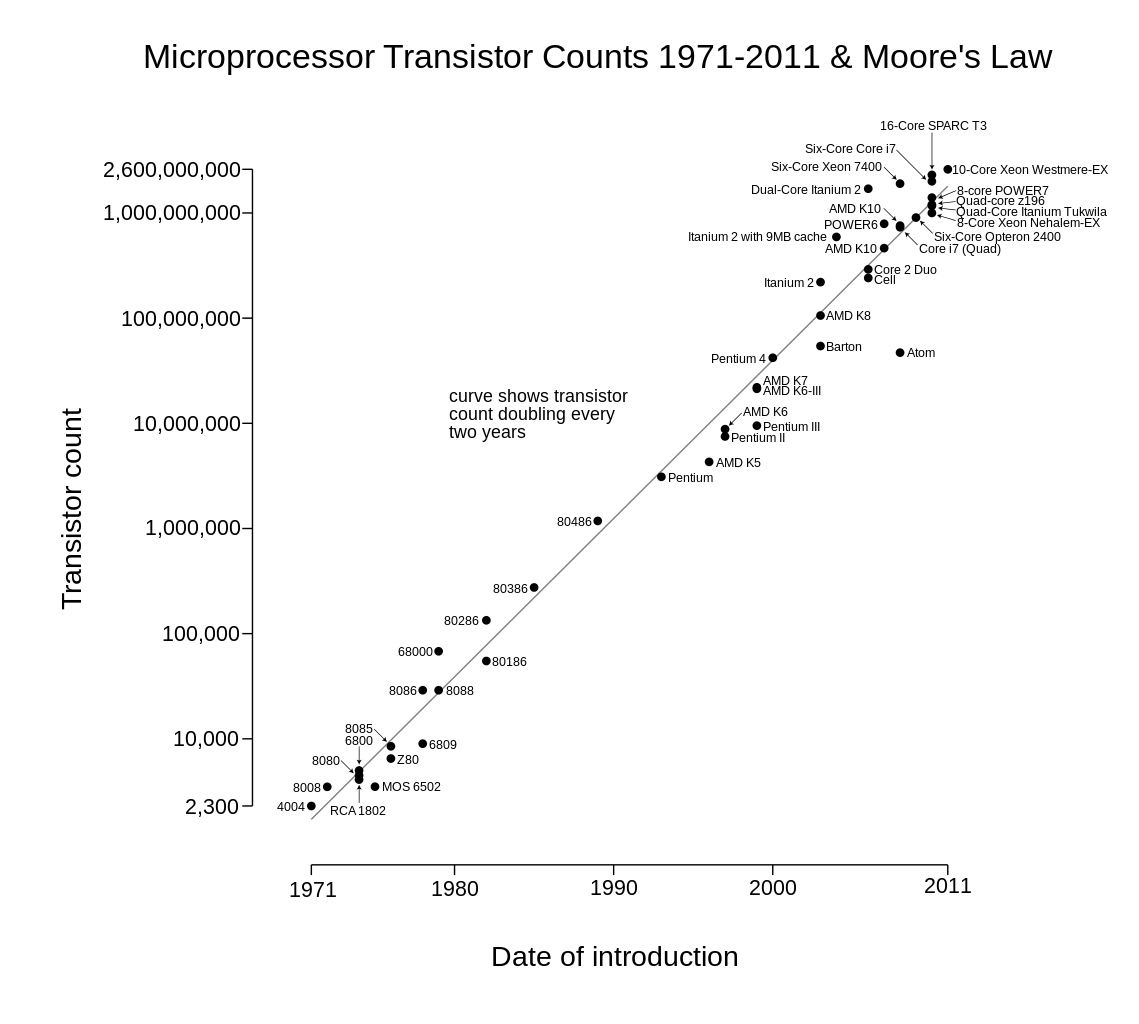 Microprocessor Transistor Counts 1971-2011 & Moore's Law
16-Core SPARC T3
Six-Core Core i7
Six-Core Xeon 7400
10-Core Xeon Westmere-EX
Dual-Core Itanium 2
8-core POWER7
Quad-core z196
AMD K10
Quad-Core Itanium Tukwila
POWER6
8-Core Xeon Nehalem-EX
Itanium 2 with 9MB cache
Six-Core Opteron 2400
AMD K10
Core i7 (Quad)
Core 2 Duo
Cell
Itanium 2
AMD K8
Barton
Atom
Pentium 4
AMD K7
AMD K6-III
curve shows transistor
count doubling every
two years
AMD K6
Pentium III
Pentium II
AMD K5
Pentium
80486
80386
80286
68000
80186
8086
8088
8085
6800
6809
8080
Z80
8008
MOS 6502
4004
RCA 1802
2,600,000,000
1,000,000,000
100,000,000
10,000,000
1,000,000
100,000
10,000
2,300
Transistor count
1971
1980
1990
2000
2011
Date of introduction